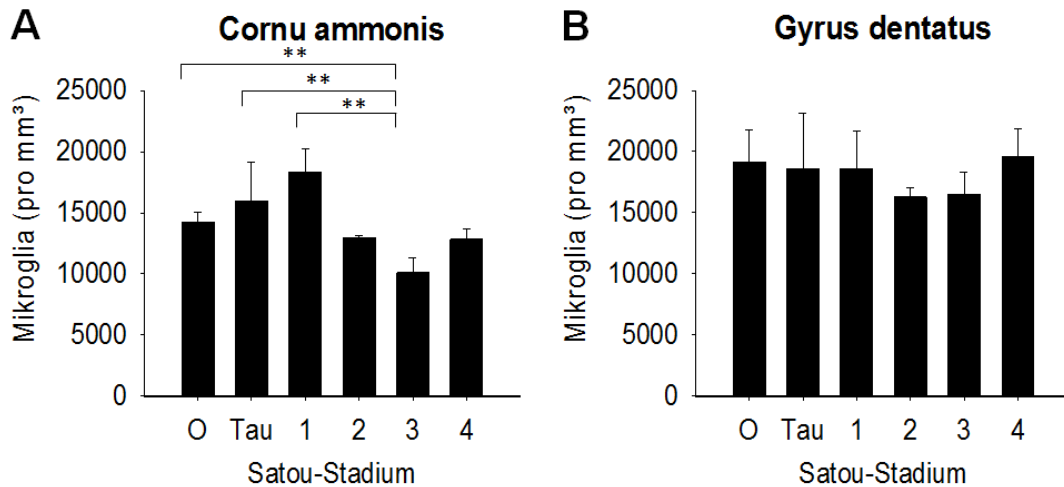 A
Cornu ammonis
**
**
**
Mikroglia (pro mm³)
25000
20000
15000
10000
5000
0
O Tau 1 2 3 4
Satou-Stadium
B
Gyrus dentatus
Mikroglia (pro mm³)
25000
20000
15000
10000
5000
0
O Tau 1 2 3 4
Satou-Stadium